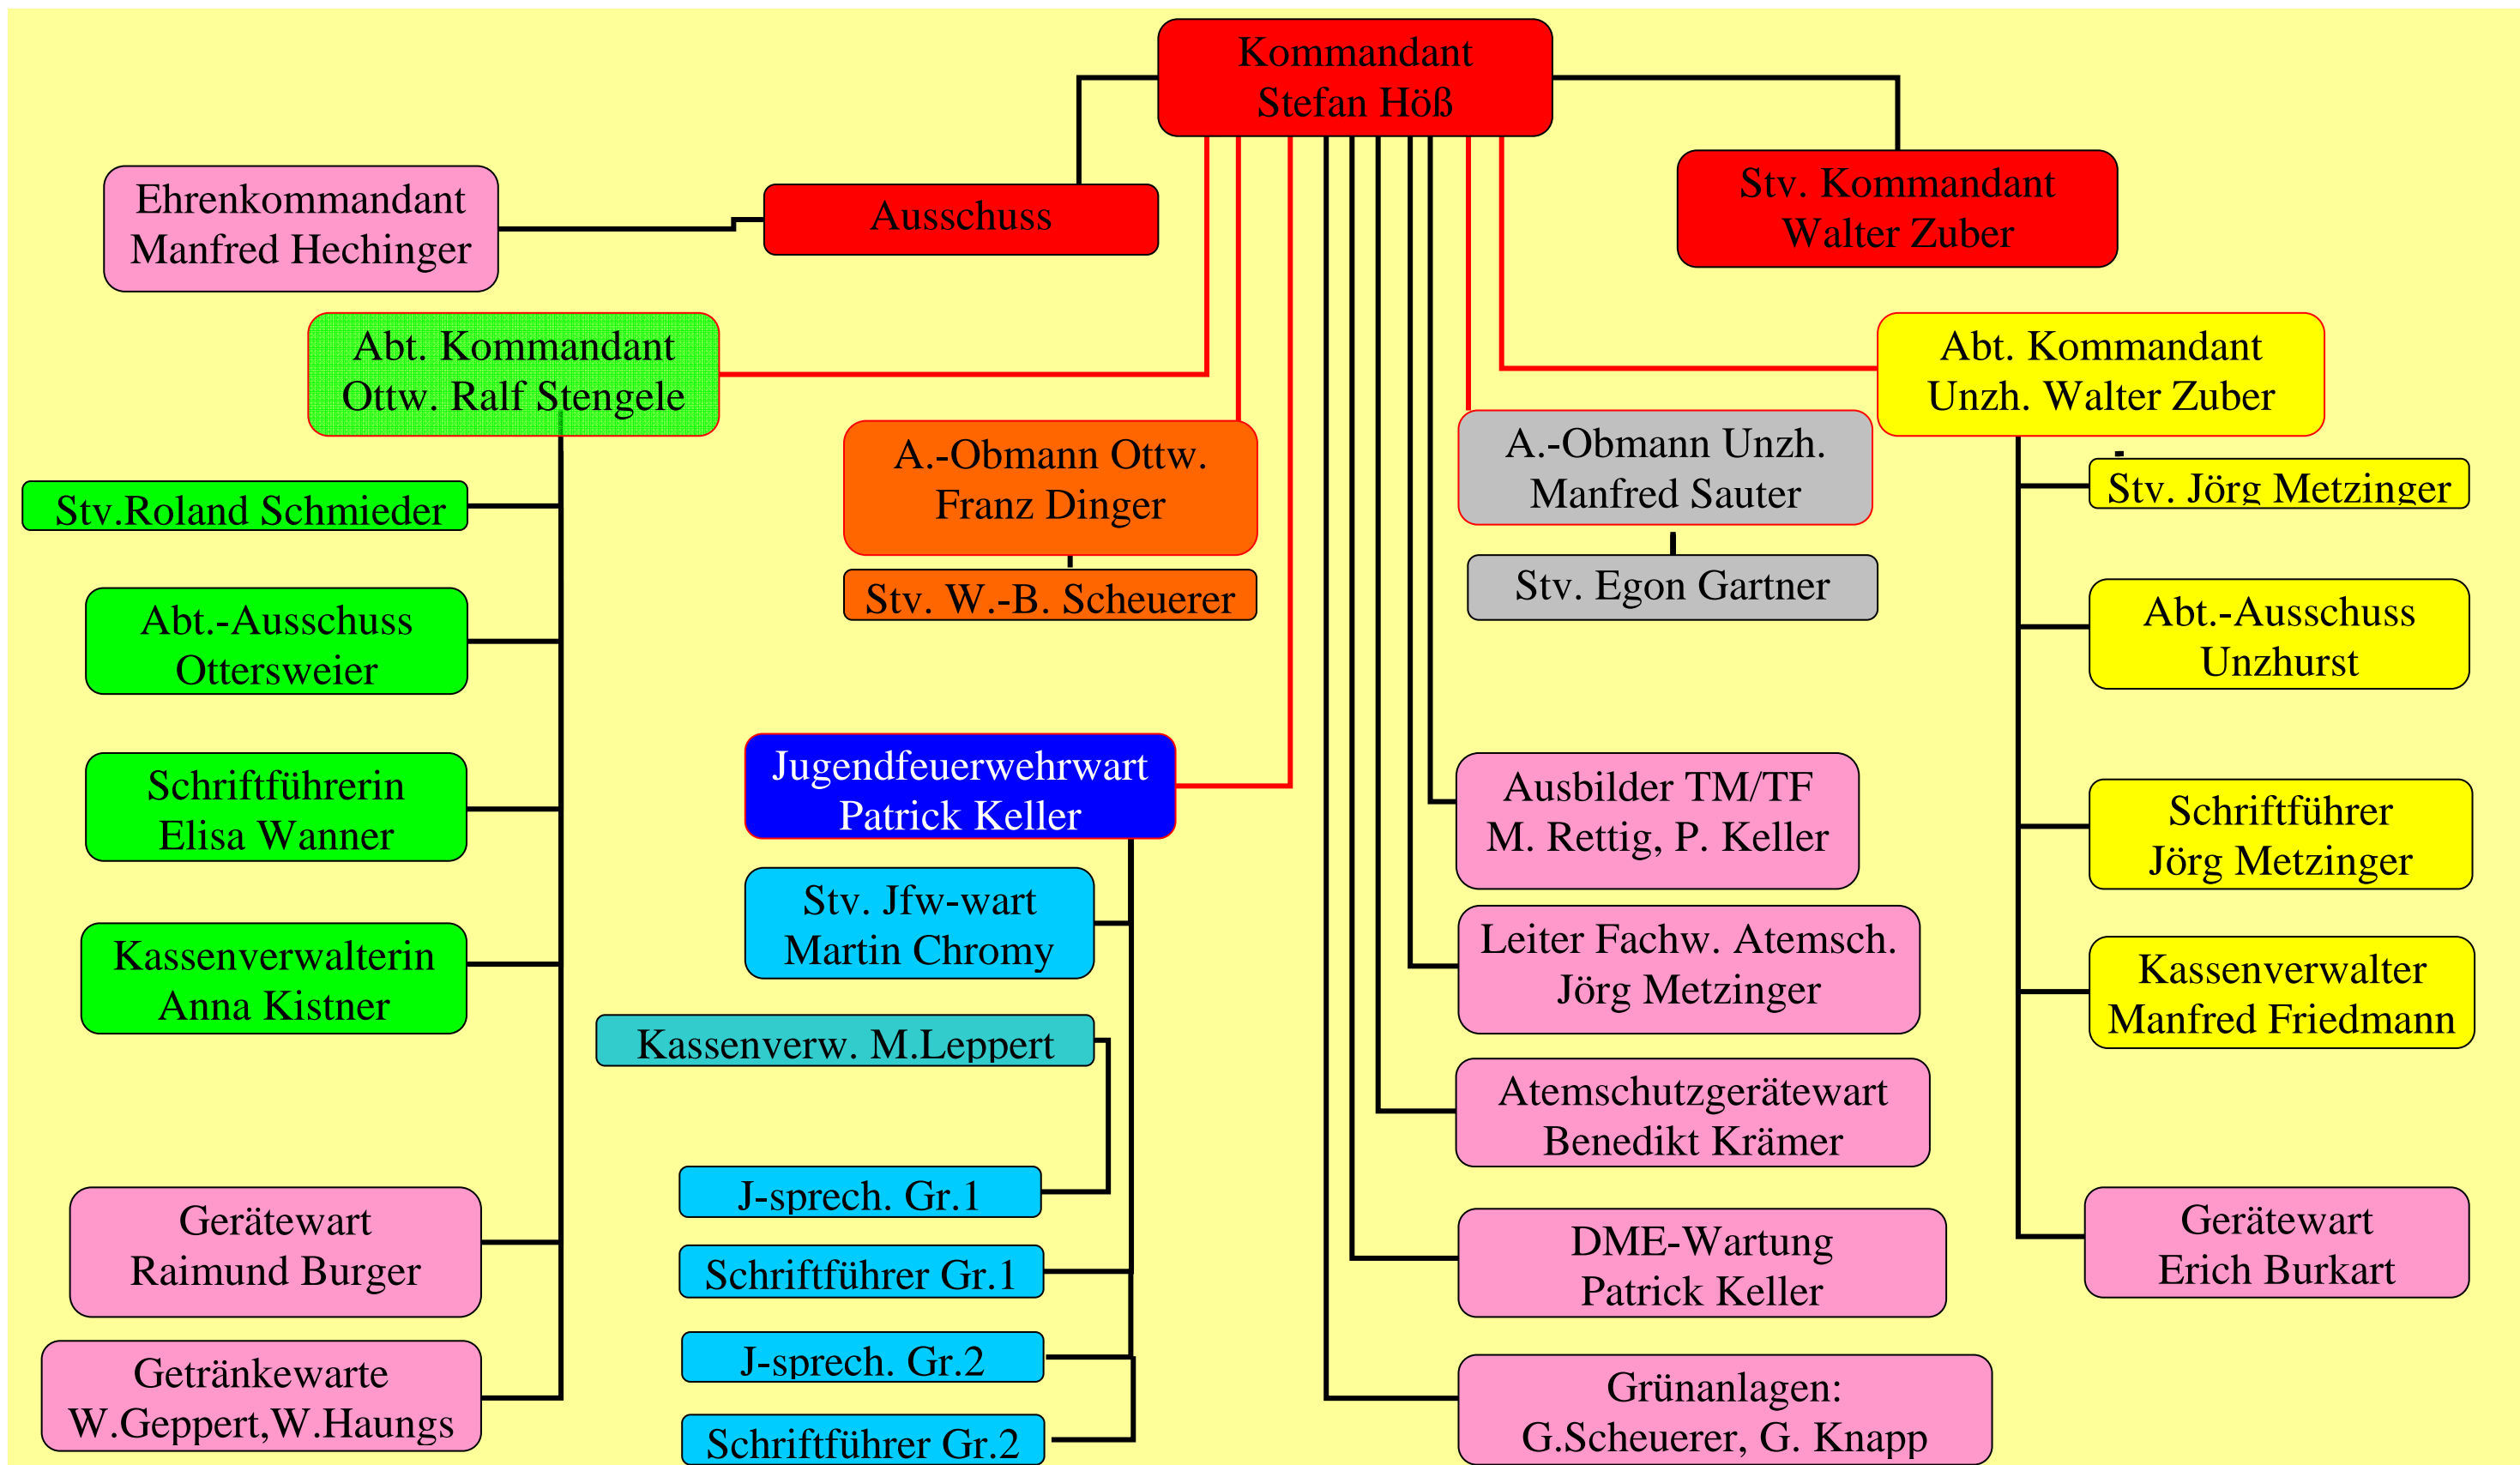 Kommandant
Stefan Höß
Ehrenkommandant
Manfred Hechinger
Ausschuss
Stv. Kommandant
Walter Zuber
Abt. Kommandant
Ottw. Ralf Stengele
Abt. Kommandant
Unzh. Walter Zuber
A.-Obmann Ottw.
Franz Dinger
A.-Obmann Unzh.
Manfred Sauter
Stv.Roland Schmieder
Stv. Jörg Metzinger
Stv. W.-B. Scheuerer
Stv. Egon Gartner
Abt.-Ausschuss
Ottersweier
Abt.-Ausschuss
Unzhurst
Jugendfeuerwehrwart
Patrick Keller
Schriftführerin
Elisa Wanner
Ausbilder TM/TF
M. Rettig, P. Keller
Schriftführer
Jörg Metzinger
Stv. Jfw-wart
Martin Chromy
Kassenverwalterin
Anna Kistner
Leiter Fachw. Atemsch.
Jörg Metzinger
Kassenverwalter
Manfred Friedmann
Kassenverw. M.Leppert
Atemschutzgerätewart
Benedikt Krämer
J-sprech. Gr.1
Gerätewart
Raimund Burger
Schriftführer Gr.1
DME-Wartung
Patrick Keller
Gerätewart
Erich Burkart
J-sprech. Gr.2
Getränkewarte
W.Geppert,W.Haungs
Schriftführer Gr.2
Grünanlagen:
G.Scheuerer, G. Knapp